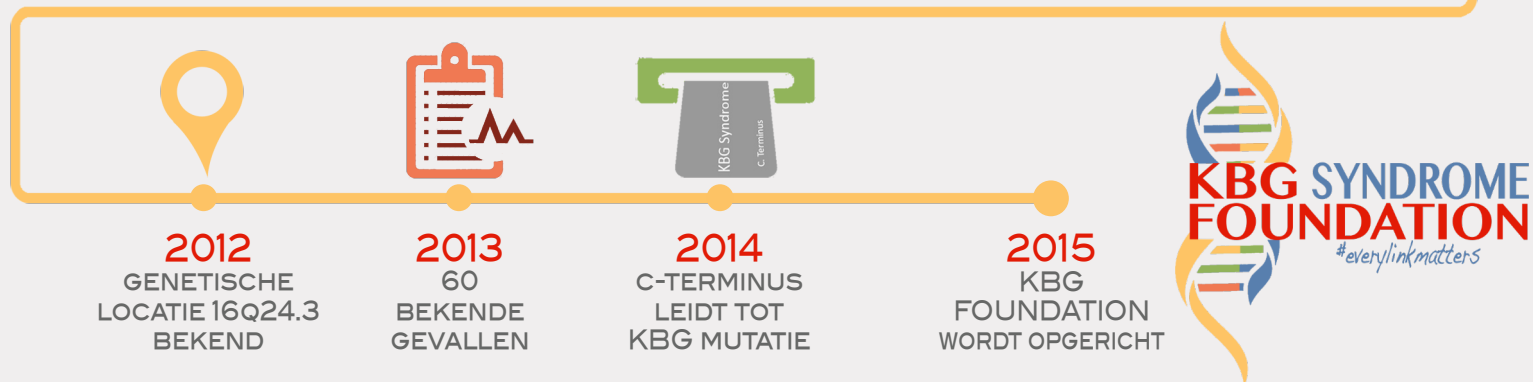 KBG Syndrome
C. Terminus
2012
GENETISCHE
LOCATIE 16Q24.3
BEKEND
2013
60
BEKENDE
GEVALLEN
2014
C-TERMINUS
LEIDT TOT
KBG MUTATIE
2015
KBG
FOUNDATION
WORDT OPGERICHT
KBG SYNDROME
FOUNDATION
#everylinkmatters